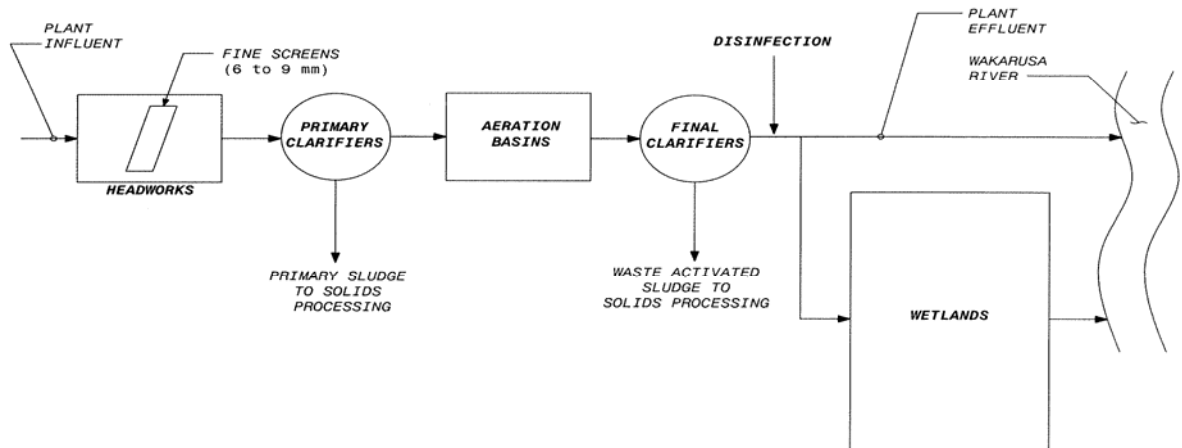 PLANT
INFLUENT
FINE SCREENS
(6 to 9 mm)
HEADWORKS
PRIMARY
CLARIFIERS
PRIMARY SLUDGE
TO SOLIDS
PROCESSING
AERATION
BASINS
FINAL
CLARIFIERS
WASTE ACTIVATED
SLUDGE TO
SOLIDS PROCESSING
DISINFECTION
PLANT
EFFLUENT
WAKARUSA
RIVER
WETLANDS